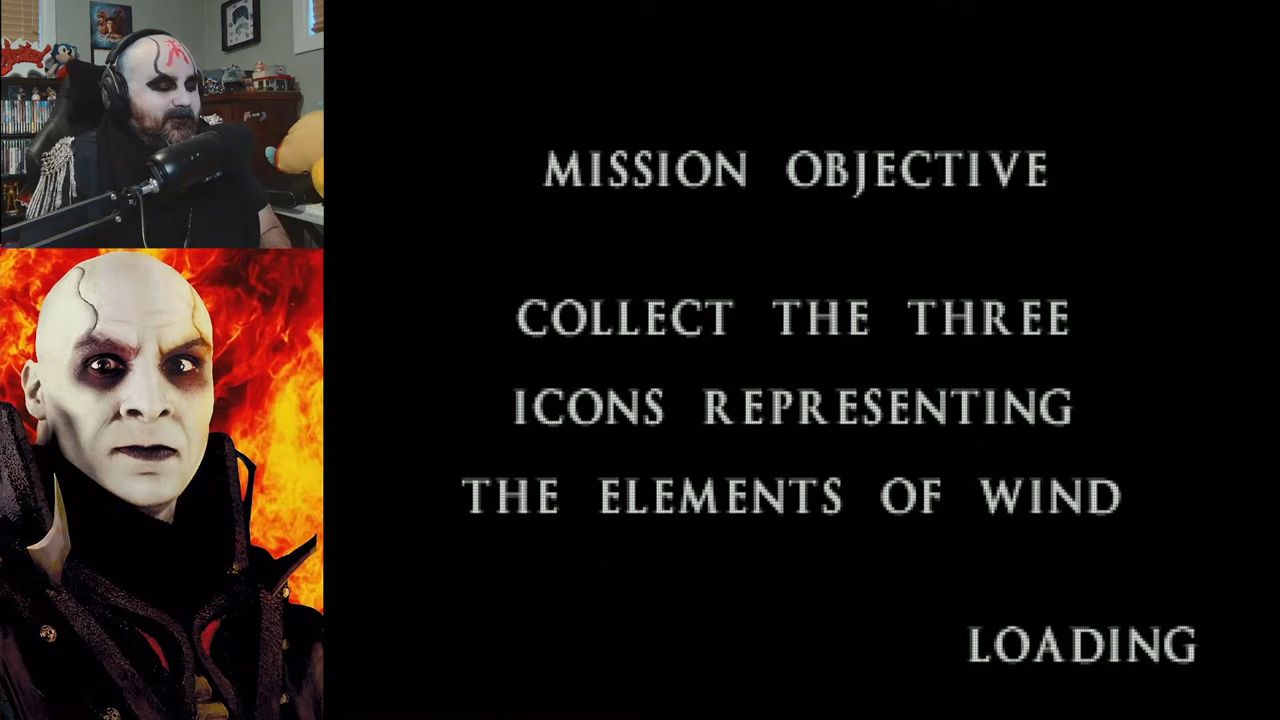 MISSION OBJECTIVE
COLLECT THE THREE
ICONS REPRESENTING
THE ELEMENTS OF WIND
LOADING